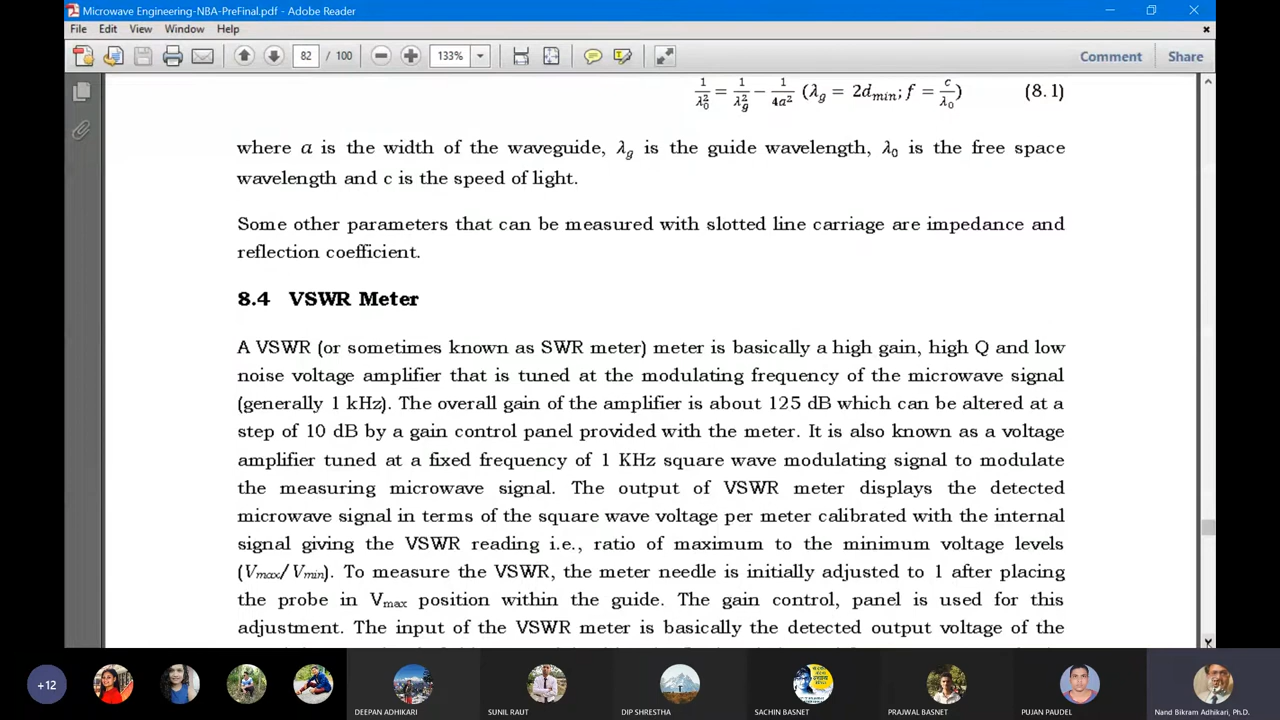 Microwave Engineering-NBA-PreFinal.pdf - Adobe Reader
File Edit View Window Help
82 / 100 133% Comment Share
1/λ₀² = 1/λg² − 1/4a² (λg = 2dmin; f = c/λ₀) (8.1)
where a is the width of the waveguide, λg is the guide wavelength, λ₀ is the free space
wavelength and c is the speed of light.
Some other parameters that can be measured with slotted line carriage are impedance and
reflection coefficient.
8.4 VSWR Meter
A VSWR (or sometimes known as SWR meter) meter is basically a high gain, high Q and low
noise voltage amplifier that is tuned at the modulating frequency of the microwave signal
(generally 1 kHz). The overall gain of the amplifier is about 125 dB which can be altered at a
step of 10 dB by a gain control panel provided with the meter. It is also known as a voltage
amplifier tuned at a fixed frequency of 1 KHz square wave modulating signal to modulate
the measuring microwave signal. The output of VSWR meter displays the detected
microwave signal in terms of the square wave voltage per meter calibrated with the internal
signal giving the VSWR reading i.e., ratio of maximum to the minimum voltage levels
(Vmax/Vmin). To measure the VSWR, the meter needle is initially adjusted to 1 after placing
the probe in Vmax position within the guide. The gain control, panel is used for this
adjustment. The input of the VSWR meter is basically the detected output voltage of the
+12
DEEPAN ADHIKARI SUNIL RAUT DIP SHRESTHA SACHIN BASNET PRAJWAL BASNET PUJAN PAUDEL Nand Bikram Adhikari, Ph.D.